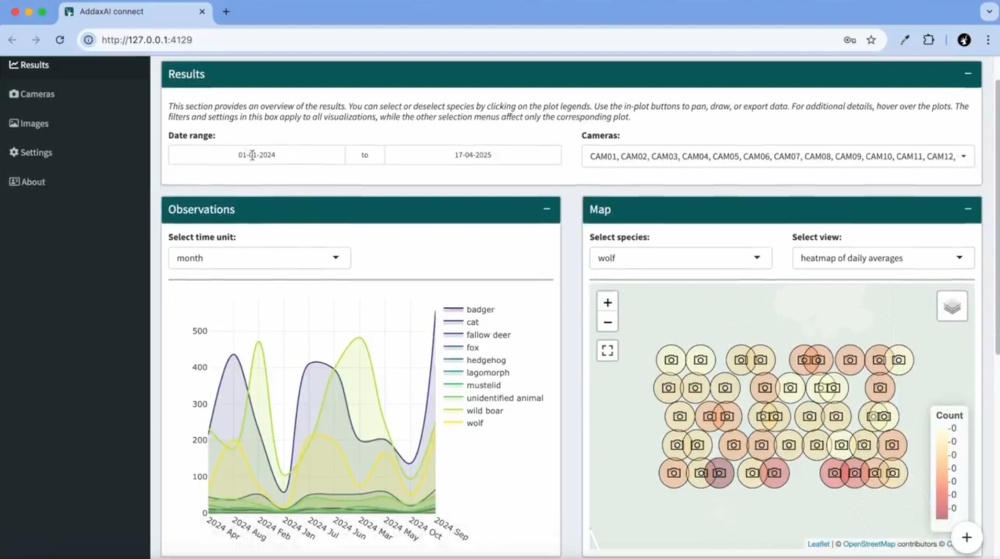 AddaxAI connect
http://127.0.0.1:4129
Results
Cameras
Images
Settings
About
Results
This section provides an overview of the results. You can select or deselect species by clicking on the plot legends. Use the in-plot buttons to pan, draw, or export data. For additional details, hover over the plots. The
filters and settings in this box apply to all visualizations, while the other selection menus affect only the corresponding plot.
Date range:
Cameras:
01-01-2024
to
17-04-2025
CAM01, CAM02, CAM03, CAM04, CAM05, CAM06, CAM07, CAM08, CAM09, CAM10, CAM11, CAM12,
Observations
Select time unit:
month
500
400
300
200
100
0
2024 Apr
2024 Aug
2024 Feb
2024 Jan
2024 Jul
2024 Jun
2024 Mar
2024 May
2024 Oct
2024 Sep
badger
cat
fallow deer
fox
hedgehog
lagomorph
mustelid
unidentified animal
wild boar
wolf
Map
Select species:
Select view:
wolf
heatmap of daily averages
+
−
Count
0
0
0
0
0
0
0
+
Leaflet | © OpenStreetMap contributors ©